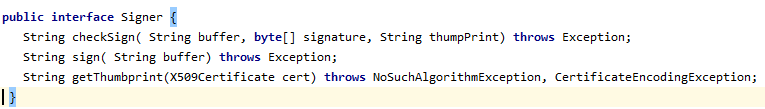 public interface Signer {
String checkSign( String buffer, byte[] signature, String thumpPrint) throws Exception;
String sign( String buffer) throws Exception;
String getThumbprint(X509Certificate cert) throws NoSuchAlgorithmException, CertificateEncodingException;
}